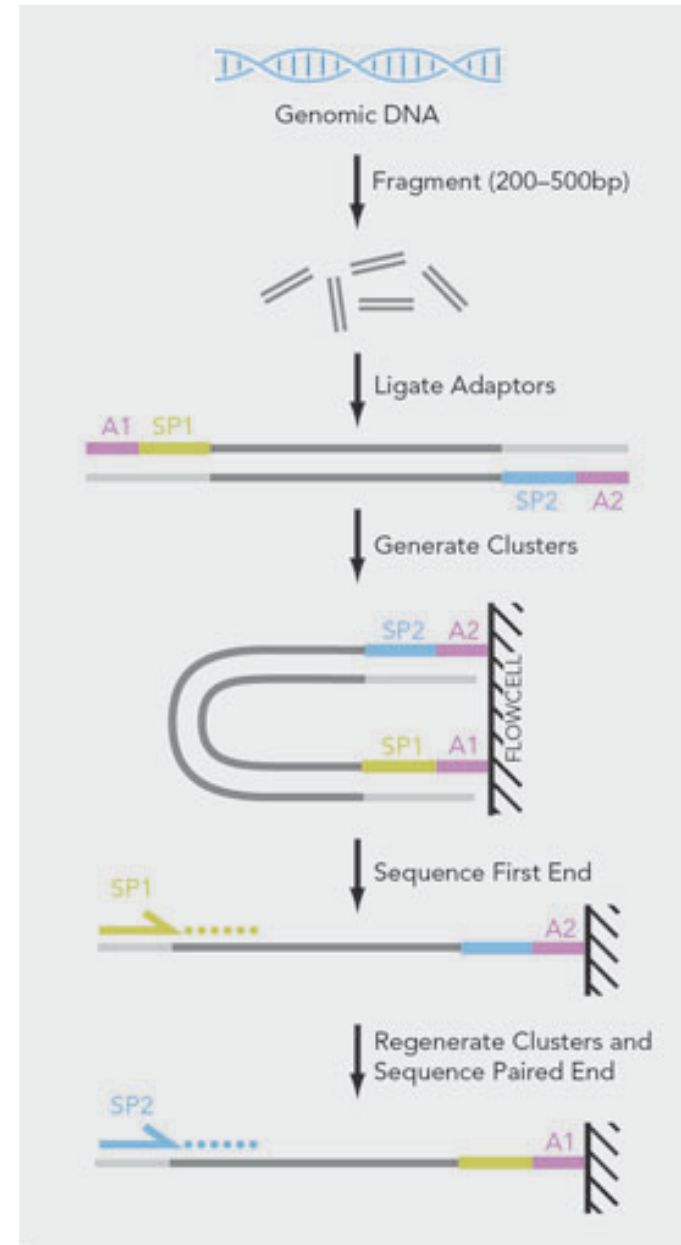 Genomic DNA
Fragment (200–500bp)
Ligate Adaptors
A1 SP1
SP2 A2
Generate Clusters
SP2 A2
FLOWCELL
SP1 A1
Sequence First End
SP1
A2
Regenerate Clusters and
Sequence Paired End
SP2
A1